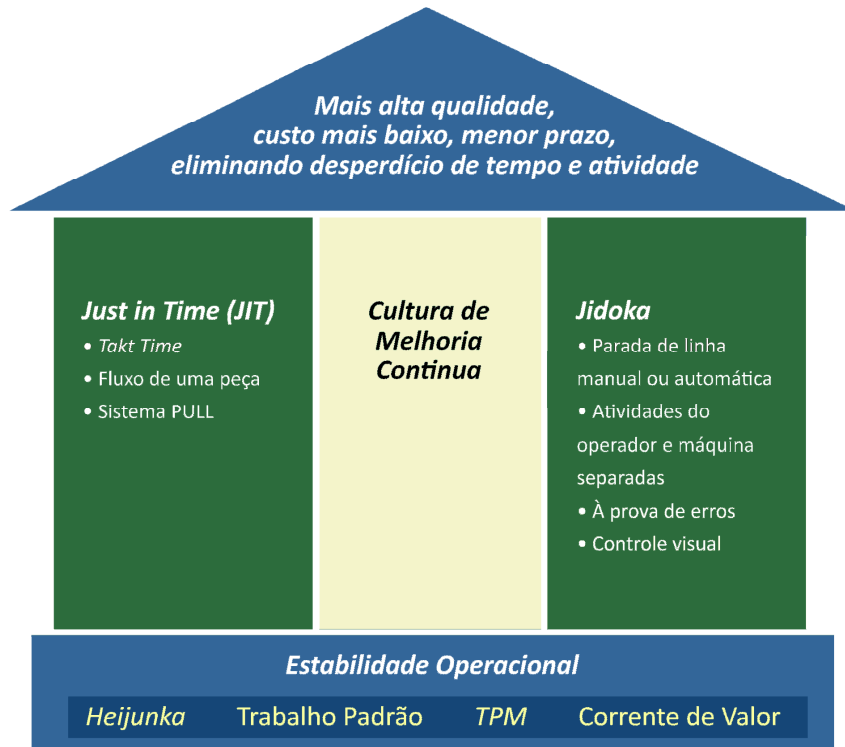 Mais alta qualidade,
custo mais baixo, menor prazo,
eliminando desperdício de tempo e atividade
Just in Time (JIT)
• Takt Time
• Fluxo de uma peça
• Sistema PULL
Cultura de
Melhoria
Continua
Jidoka
• Parada de linha
manual ou automática
• Atividades do
operador e máquina
separadas
• À prova de erros
• Controle visual
Estabilidade Operacional
Heijunka Trabalho Padrão TPM Corrente de Valor